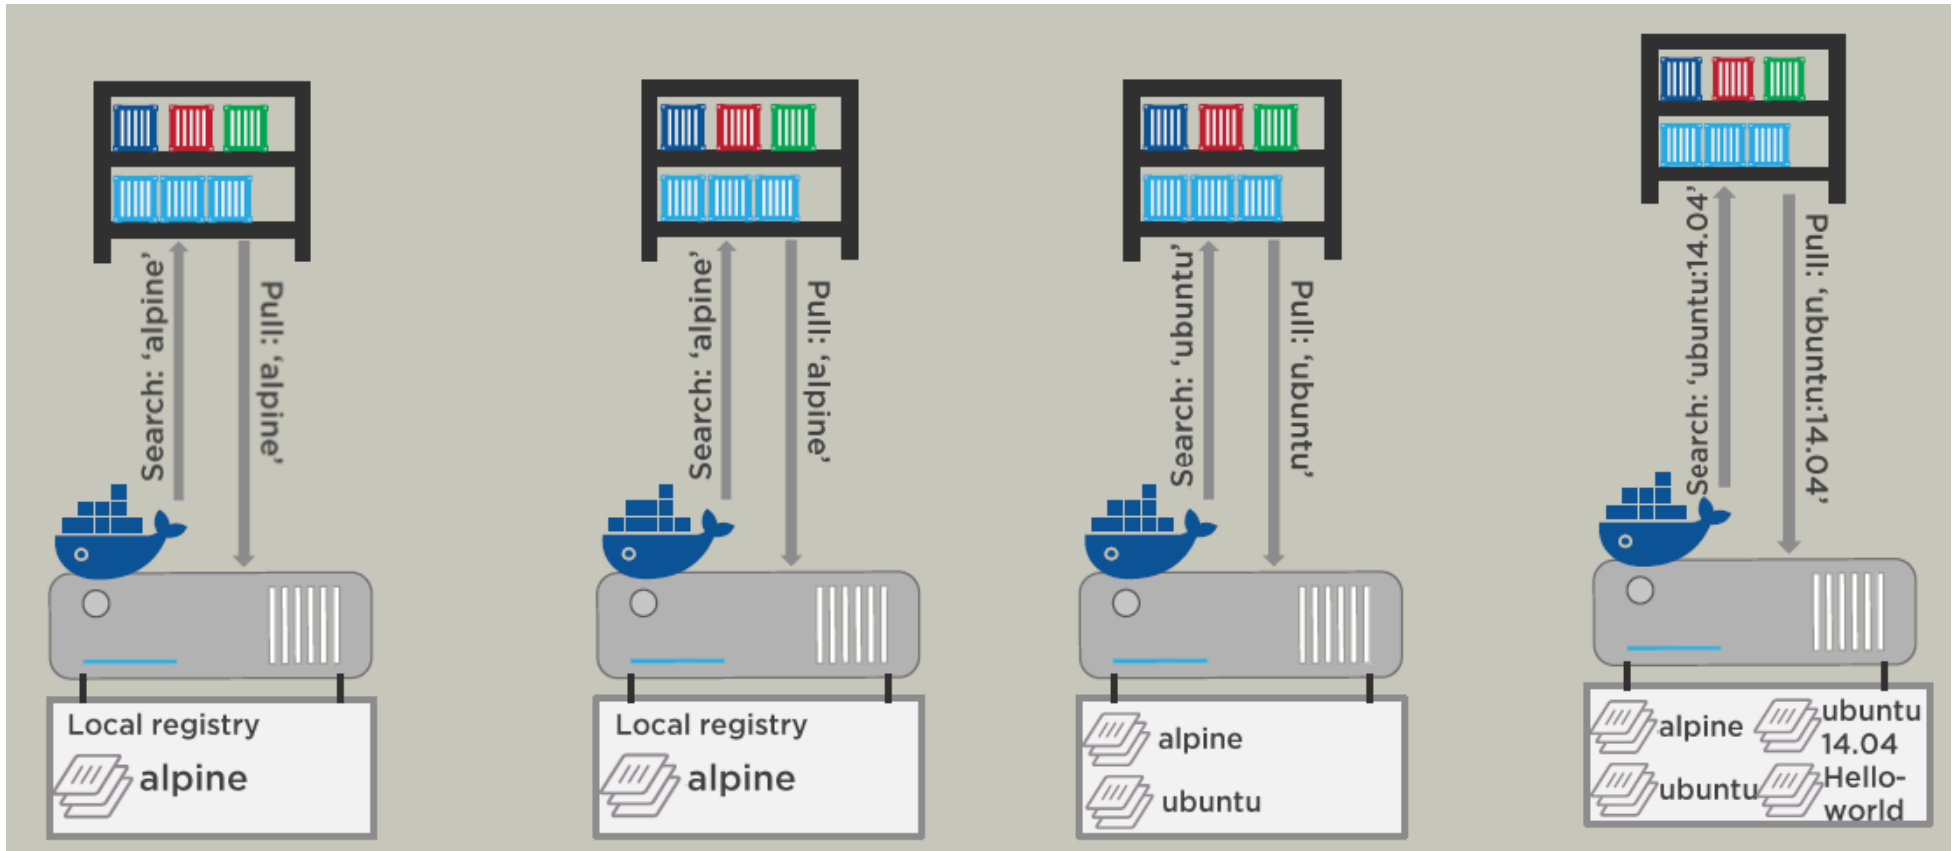 Search: ‘alpine’
Pull: ‘alpine’
Local registry
alpine
Search: ‘alpine’
Pull: ‘alpine’
Local registry
alpine
Search: ‘ubuntu’
Pull: ‘ubuntu’
alpine
ubuntu
Search: ‘ubuntu:14.04’
Pull: ‘ubuntu:14.04’
alpine
ubuntu
14.04
ubuntu
Hello-
world